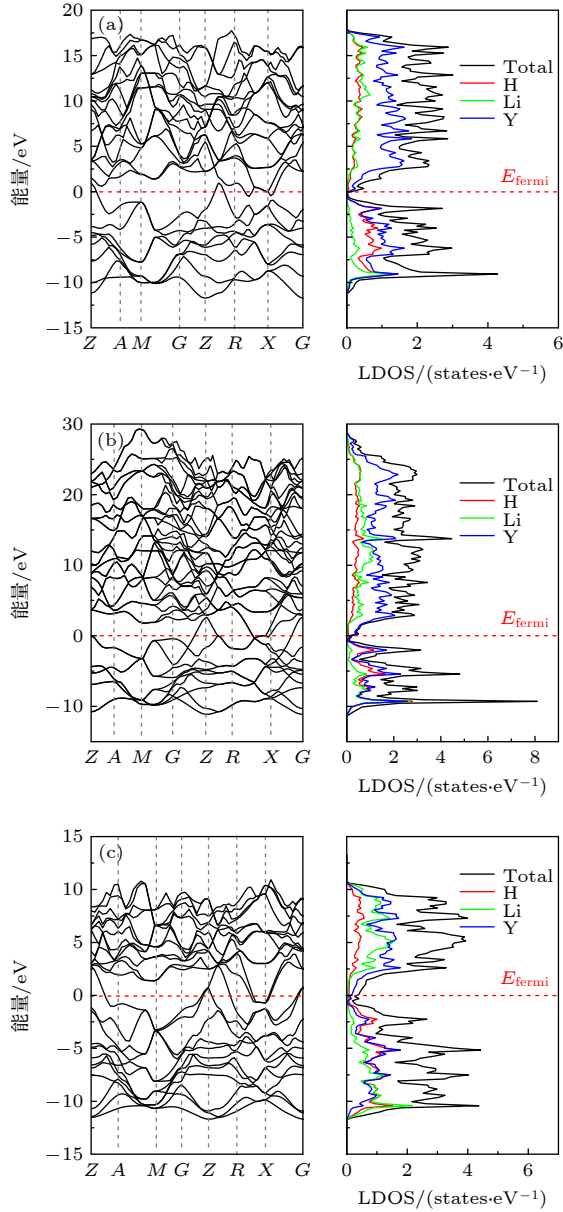 (a)
20
15
10
5
0
−5
−10
−15
能量/eV
Z A M G Z R X G
Total
H
Li
Y
E_fermi
0 2 4 6
LDOS/(states·eV⁻¹)
(b)
30
20
10
0
−10
能量/eV
Z A M G Z R X G
Total
H
Li
Y
E_fermi
0 2 4 6 8
LDOS/(states·eV⁻¹)
(c)
15
10
5
0
−5
−10
−15
能量/eV
Z A M G Z R X G
Total
H
Li
Y
E_fermi
0 2 4 6
LDOS/(states·eV⁻¹)